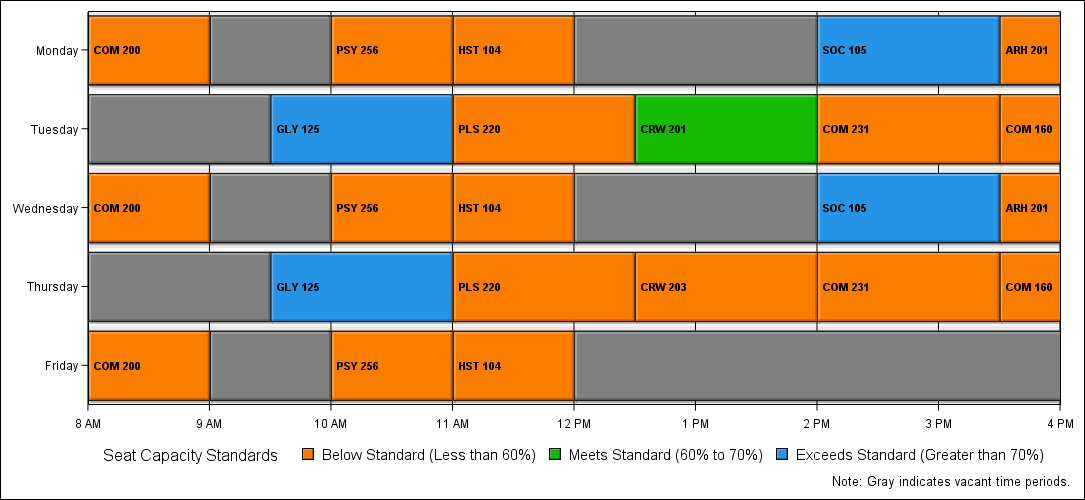 Monday COM 200 PSY 256 HST 104 SOC 105 ARH 201
Tuesday GLY 125 PLS 220 CRW 201 COM 231 COM 160
Wednesday COM 200 PSY 256 HST 104 SOC 105 ARH 201
Thursday GLY 125 PLS 220 CRW 203 COM 231 COM 160
Friday COM 200 PSY 256 HST 104
8 AM 9 AM 10 AM 11 AM 12 PM 1 PM 2 PM 3 PM 4 PM
Seat Capacity Standards Below Standard (Less than 60%) Meets Standard (60% to 70%) Exceeds Standard (Greater than 70%)
Note: Gray indicates vacant time periods.